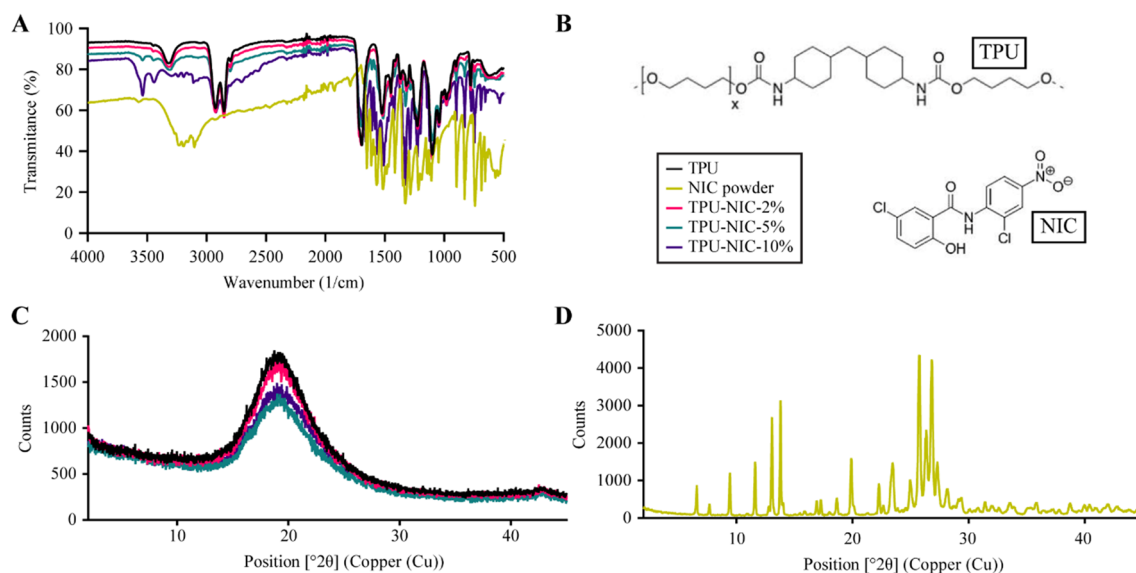 A
100
80
60
40
20
0
Transmitance (%)
4000 3500 3000 2500 2000 1500 1000 500
Wavenumber (1/cm)
B
TPU
O
x
O
O
N
H
N
H
O
O
O
TPU
NIC powder
TPU-NIC-2%
TPU-NIC-5%
TPU-NIC-10%
Cl
O
N
H
OH
Cl
O
N⊕
O⊖
NIC
C
2000
1500
1000
500
0
Counts
10 20 30 40
Position [°2θ] (Copper (Cu))
D
5000
4000
3000
2000
1000
0
Counts
10 20 30 40
Position [°2θ] (Copper (Cu))